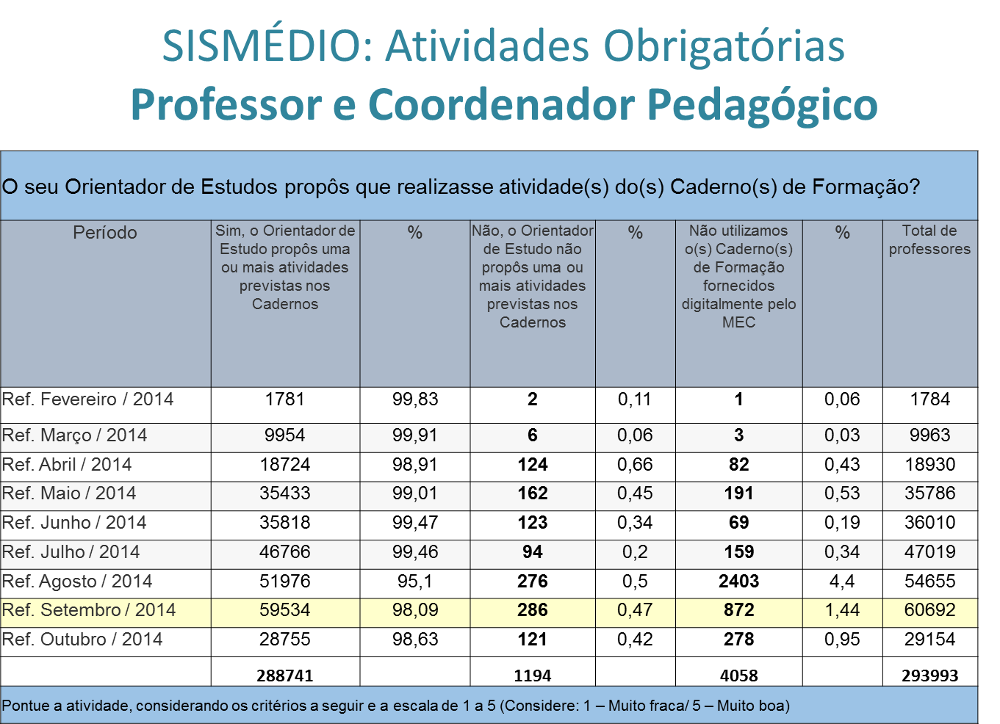 SISMÉDIO: Atividades Obrigatórias
Professor e Coordenador Pedagógico
O seu Orientador de Estudos propôs que realizasse atividade(s) do(s) Caderno(s) de Formação?
Período
Sim, o Orientador de
Estudo propôs uma
ou mais atividades
previstas nos
Cadernos
%
Não, o Orientador
de Estudo não
propôs uma ou
mais atividades
previstas nos
Cadernos
%
Não utilizamos
o(s) Caderno(s)
de Formação
fornecidos
digitalmente pelo
MEC
%
Total de
professores
Ref. Fevereiro / 2014 1781 99,83 2 0,11 1 0,06 1784
Ref. Março / 2014 9954 99,91 6 0,06 3 0,03 9963
Ref. Abril / 2014 18724 98,91 124 0,66 82 0,43 18930
Ref. Maio / 2014 35433 99,01 162 0,45 191 0,53 35786
Ref. Junho / 2014 35818 99,47 123 0,34 69 0,19 36010
Ref. Julho / 2014 46766 99,46 94 0,2 159 0,34 47019
Ref. Agosto / 2014 51976 95,1 276 0,5 2403 4,4 54655
Ref. Setembro / 2014 59534 98,09 286 0,47 872 1,44 60692
Ref. Outubro / 2014 28755 98,63 121 0,42 278 0,95 29154
288741 1194 4058 293993
Pontue a atividade, considerando os critérios a seguir e a escala de 1 a 5 (Considere: 1 – Muito fraca/ 5 – Muito boa)